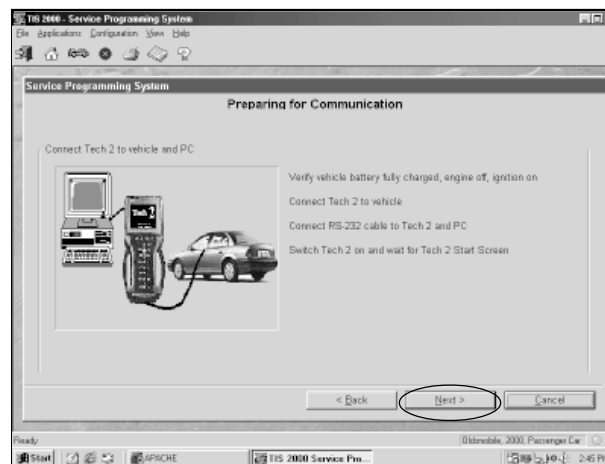 TIS 2000 - Service Programming System
File Applications Configuration View Help
Service Programming System
Preparing for Communication
Connect Tech 2 to vehicle and PC
Tech 2
Verify vehicle battery fully charged, engine off, ignition on
Connect Tech 2 to vehicle
Connect RS-232 cable to Tech 2 and PC
Switch Tech 2 on and wait for Tech 2 Start Screen
< Back Next > Cancel
Ready Oldsmobile, 2000, Passenger Car
Start APACHE TIS 2000 Service Pro... 2:45 P